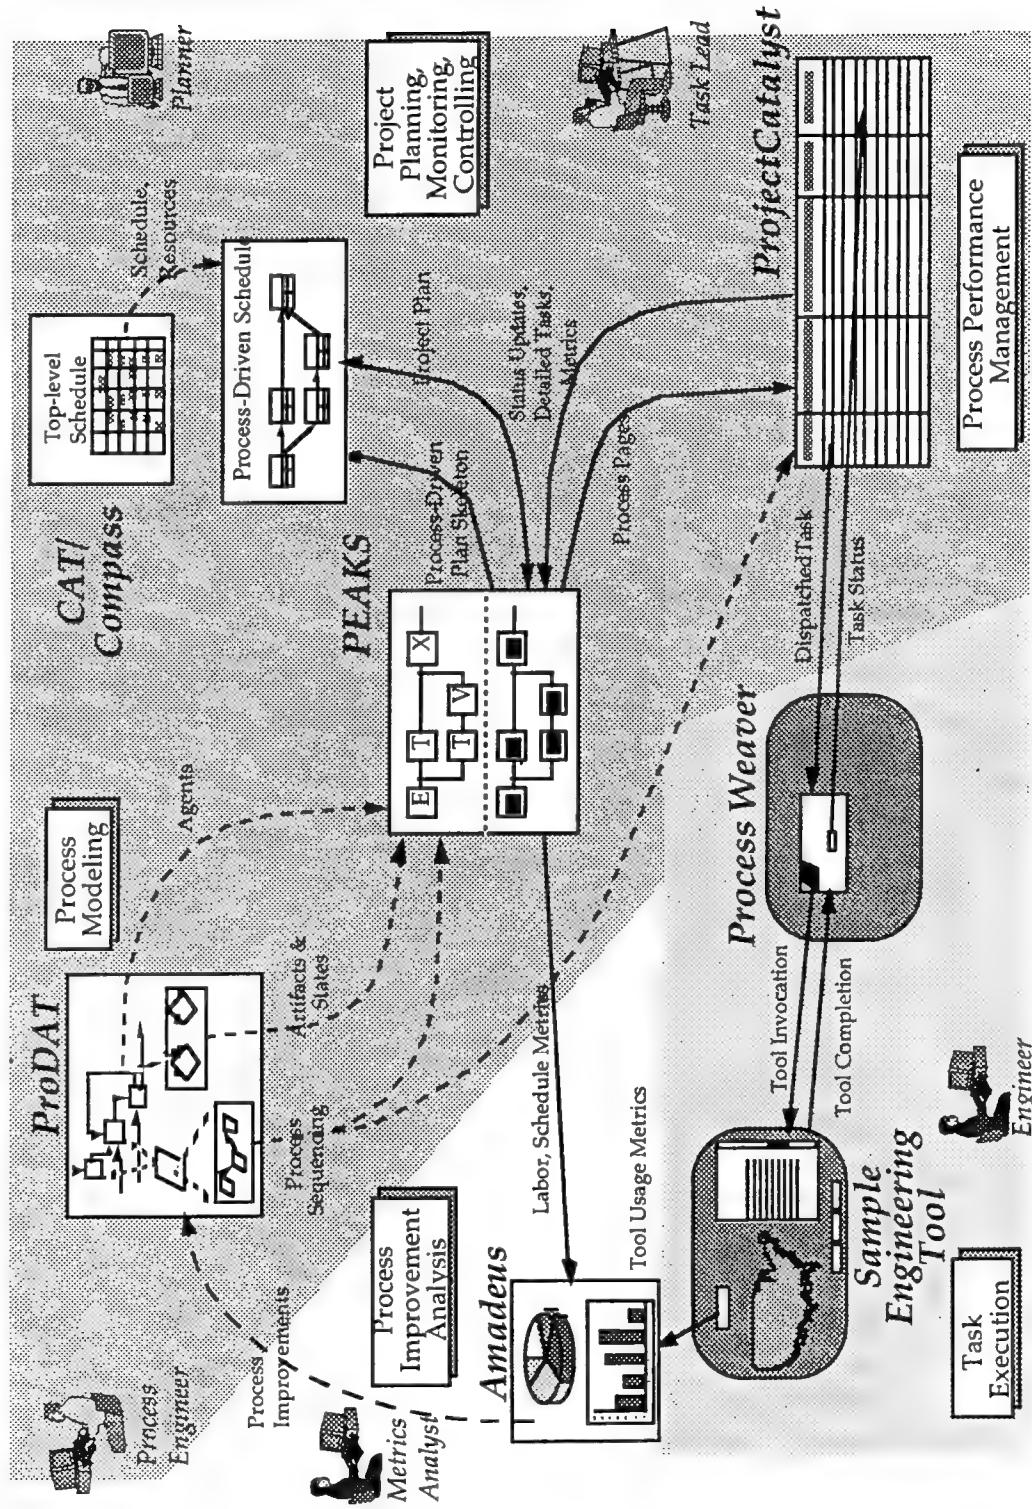 Process
Engineer
Process
Improvements
ProDAT
Process
Modeling
Agents
Artifacts &
States
Process
Sequencing
CAT/
Compass
Top-level
Schedule
Schedule,
Resources
Planner
Process-Driven Schedule
PEAKS
E
T
X
T
V
Process-Driven
Plan Skeleton
Project Plan
Project
Planning,
Monitoring,
Controlling
Status Updates,
Detailed Tasks,
Metrics
Task Lead
Process Pages
ProjectCatalyst
Metrics
Analyst
Process
Improvement
Analysis
Amadeus
Labor, Schedule Metrics
Tool Usage Metrics
Process Weaver
DispatchedTask
Task Status
Tool Invocation
Tool Completion
Sample
Engineering
Tool
Engineer
Task
Execution
Process Performance
Management